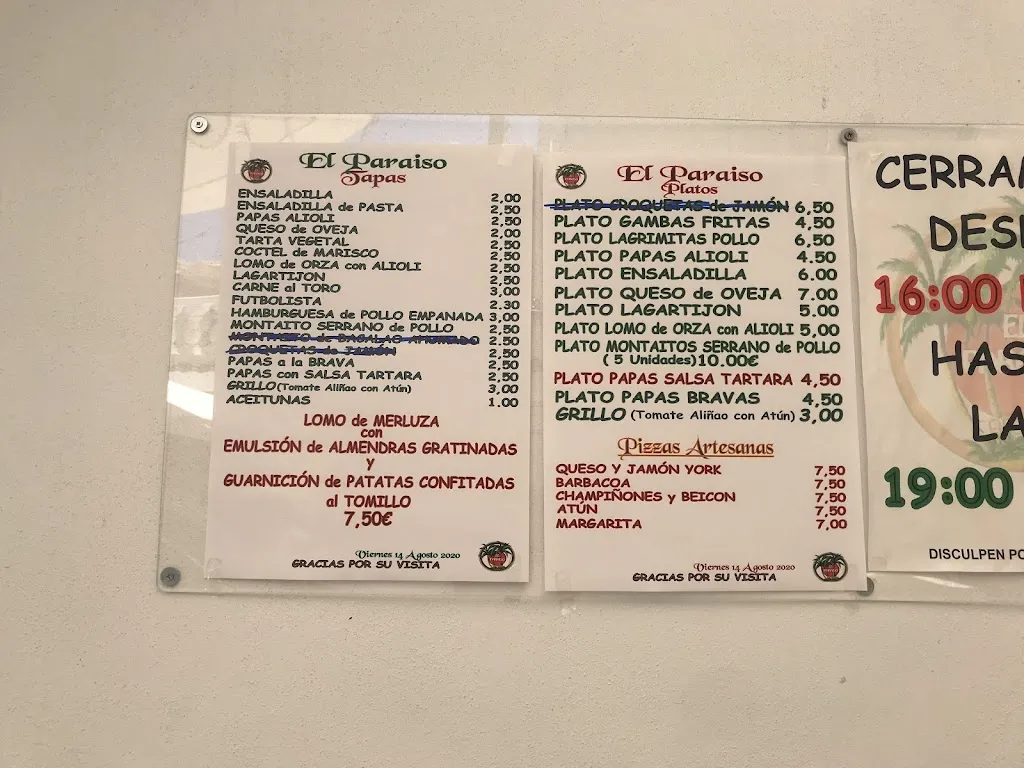 El Paraiso
Tapas
ENSALADILLA 2,00
ENSALADILLA de PASTA 2,50
PAPAS ALIOLI 2,50
QUESO de OVEJA 2,00
TARTA VEGETAL 2,50
COCTEL de MARISCO 2,50
LOMO de ORZA con ALIOLI 2,50
LAGARTIJON 2,50
CARNE al TORO 3,00
FUTBOLISTA 2.30
HAMBURGUESA de POLLO EMPANADA 3,00
MONTAITO SERRANO de POLLO 2,50
MONTAITO de BACALAO AHUMADO 2.50
CROQUETAS de JAMÓN 2,50
PAPAS a la BRAVA 2,50
PAPAS con SALSA TARTARA 2,50
GRILLO (Tomate Aliñao con Atún) 3,00
ACEITUNAS 1.00
LOMO de MERLUZA
con
EMULSIÓN de ALMENDRAS GRATINADAS
y
GUARNICIÓN de PATATAS CONFITADAS
al TOMILLO
7,50€
Viernes 14 Agosto 2020
GRACIAS POR SU VISITA
El Paraiso
Platos
PLATO CROQUETAS de JAMÓN 6,50
PLATO GAMBAS FRITAS 4,50
PLATO LAGRIMITAS POLLO 6,50
PLATO PAPAS ALIOLI 4.50
PLATO ENSALADILLA 6.00
PLATO QUESO de OVEJA 7.00
PLATO LAGARTIJON 5.00
PLATO LOMO de ORZA con ALIOLI 5,00
PLATO MONTAITOS SERRANO de POLLO
( 5 Unidades) 10.00€
PLATO PAPAS SALSA TARTARA 4,50
PLATO PAPAS BRAVAS 4,50
GRILLO (Tomate Aliñao con Atún) 3,00
Pizzas Artesanas
QUESO Y JAMÓN YORK 7,50
BARBACOA 7,50
CHAMPIÑONES y BEICON 7,50
ATÚN 7,50
MARGARITA 7,00
Viernes 14 Agosto 2020
GRACIAS POR SU VISITA
CERRAM
DESD
16:00
HAS
LA
19:00
DISCULPEN PO